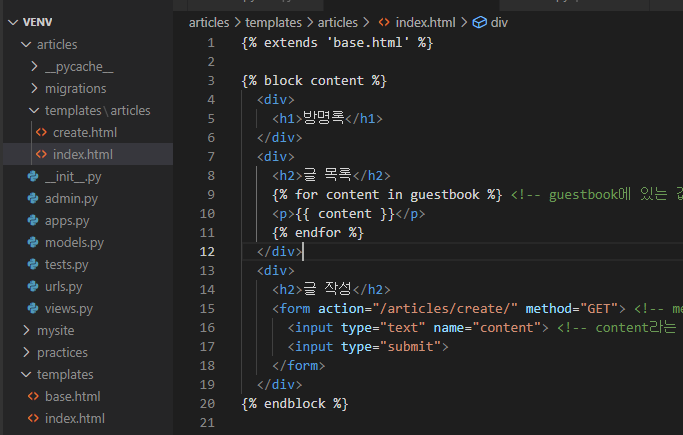 VENV
articles
__pycache__
migrations
templates\articles
create.html
index.html
__init__.py
admin.py
apps.py
models.py
tests.py
urls.py
views.py
mysite
practices
templates
base.html
index.html
articles > templates > articles > index.html > div
1 {% extends 'base.html' %}
2
3 {% block content %}
4 <div>
5 <h1>방명록</h1>
6 </div>
7 <div>
8 <h2>글 목록</h2>
9 {% for content in guestbook %} <!-- guestbook에 있는
10 <p>{{ content }}</p>
11 {% endfor %}
12 </div>
13 <div>
14 <h2>글 작성</h2>
15 <form action="/articles/create/" method="GET"> <!-- me
16 <input type="text" name="content"> <!-- content라는
17 <input type="submit">
18 </form>
19 </div>
20 {% endblock %}
21